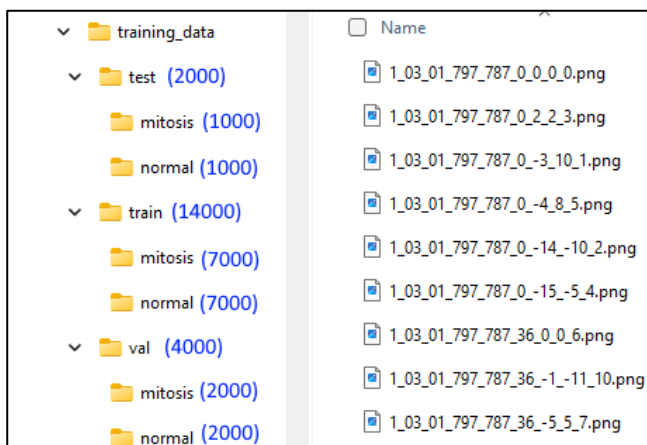 training_data
test (2000)
mitosis (1000)
normal (1000)
train (14000)
mitosis (7000)
normal (7000)
val (4000)
mitosis (2000)
normal (2000)
Name
1_03_01_797_787_0_0_0_0.png
1_03_01_797_787_0_2_2_3.png
1_03_01_797_787_0_-3_10_1.png
1_03_01_797_787_0_-4_8_5.png
1_03_01_797_787_0_-14_-10_2.png
1_03_01_797_787_0_-15_-5_4.png
1_03_01_797_787_36_0_0_6.png
1_03_01_797_787_36_-1_-11_10.png
1_03_01_797_787_36_-5_5_7.png